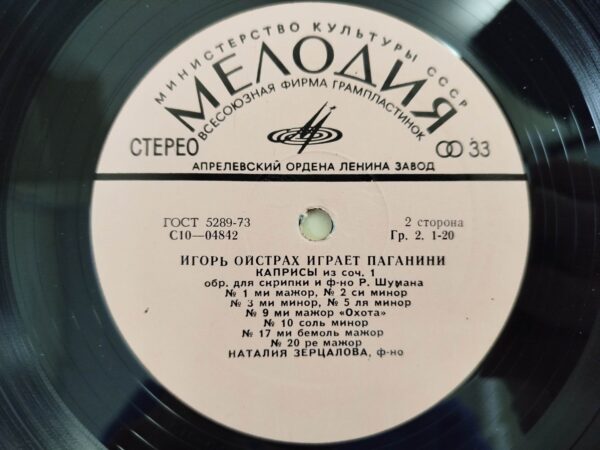 МИНИСТЕРСТВО КУЛЬТУРЫ СССР
МЕЛОДИЯ
ВСЕСОЮЗНАЯ ФИРМА ГРАМПЛАСТИНОК
СТЕРЕО
33
АПРЕЛЕВСКИЙ ОРДЕНА ЛЕНИНА ЗАВОД
ГОСТ 5289-73
2 сторона
С10—04842
Гр. 2. 1-20
ИГОРЬ ОЙСТРАХ ИГРАЕТ ПАГАНИНИ
КАПРИСЫ из соч. 1
обр. для скрипки и ф-но Р. Шумана
№ 1 ми мажор, № 2 си минор
№ 3 ми минор, № 5 ля минор
№ 9 ми мажор «Охота»
№ 10 соль минор
№ 17 ми бемоль мажор
№ 20 ре мажор
НАТАЛИЯ ЗЕРЦАЛОВА, ф-но